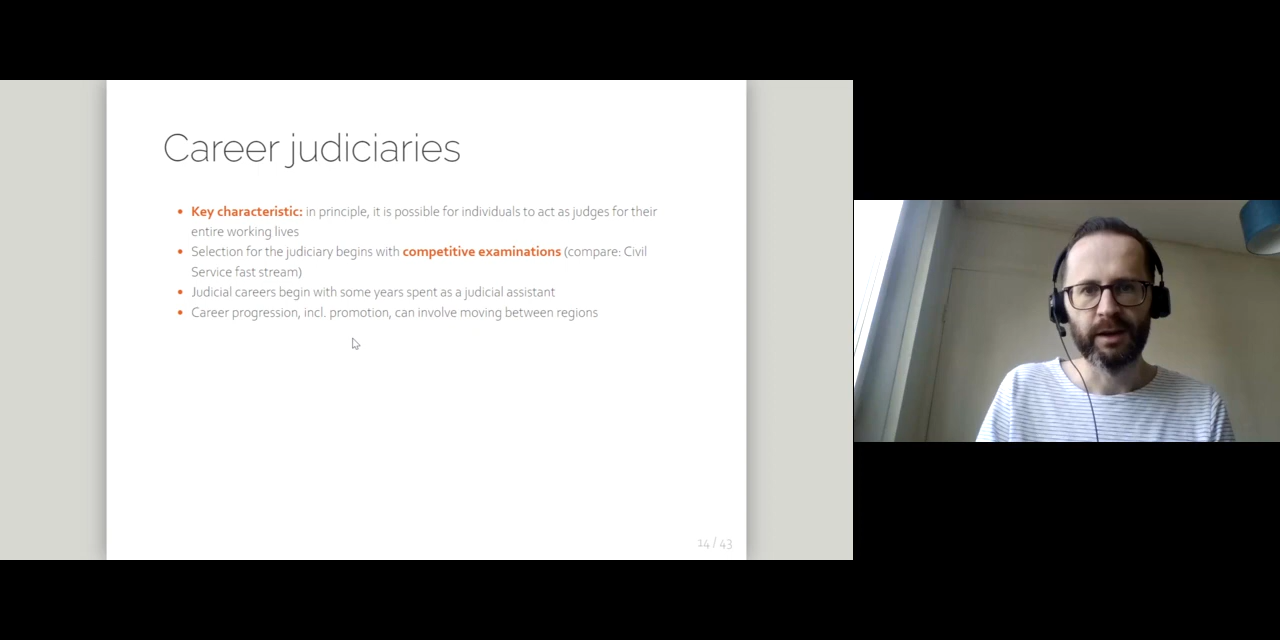 Career judiciaries
Key characteristic: in principle, it is possible for individuals to act as judges for their
entire working lives
Selection for the judiciary begins with competitive examinations (compare: Civil
Service fast stream)
Judicial careers begin with some years spent as a judicial assistant
Career progression, incl. promotion, can involve moving between regions
14 / 43